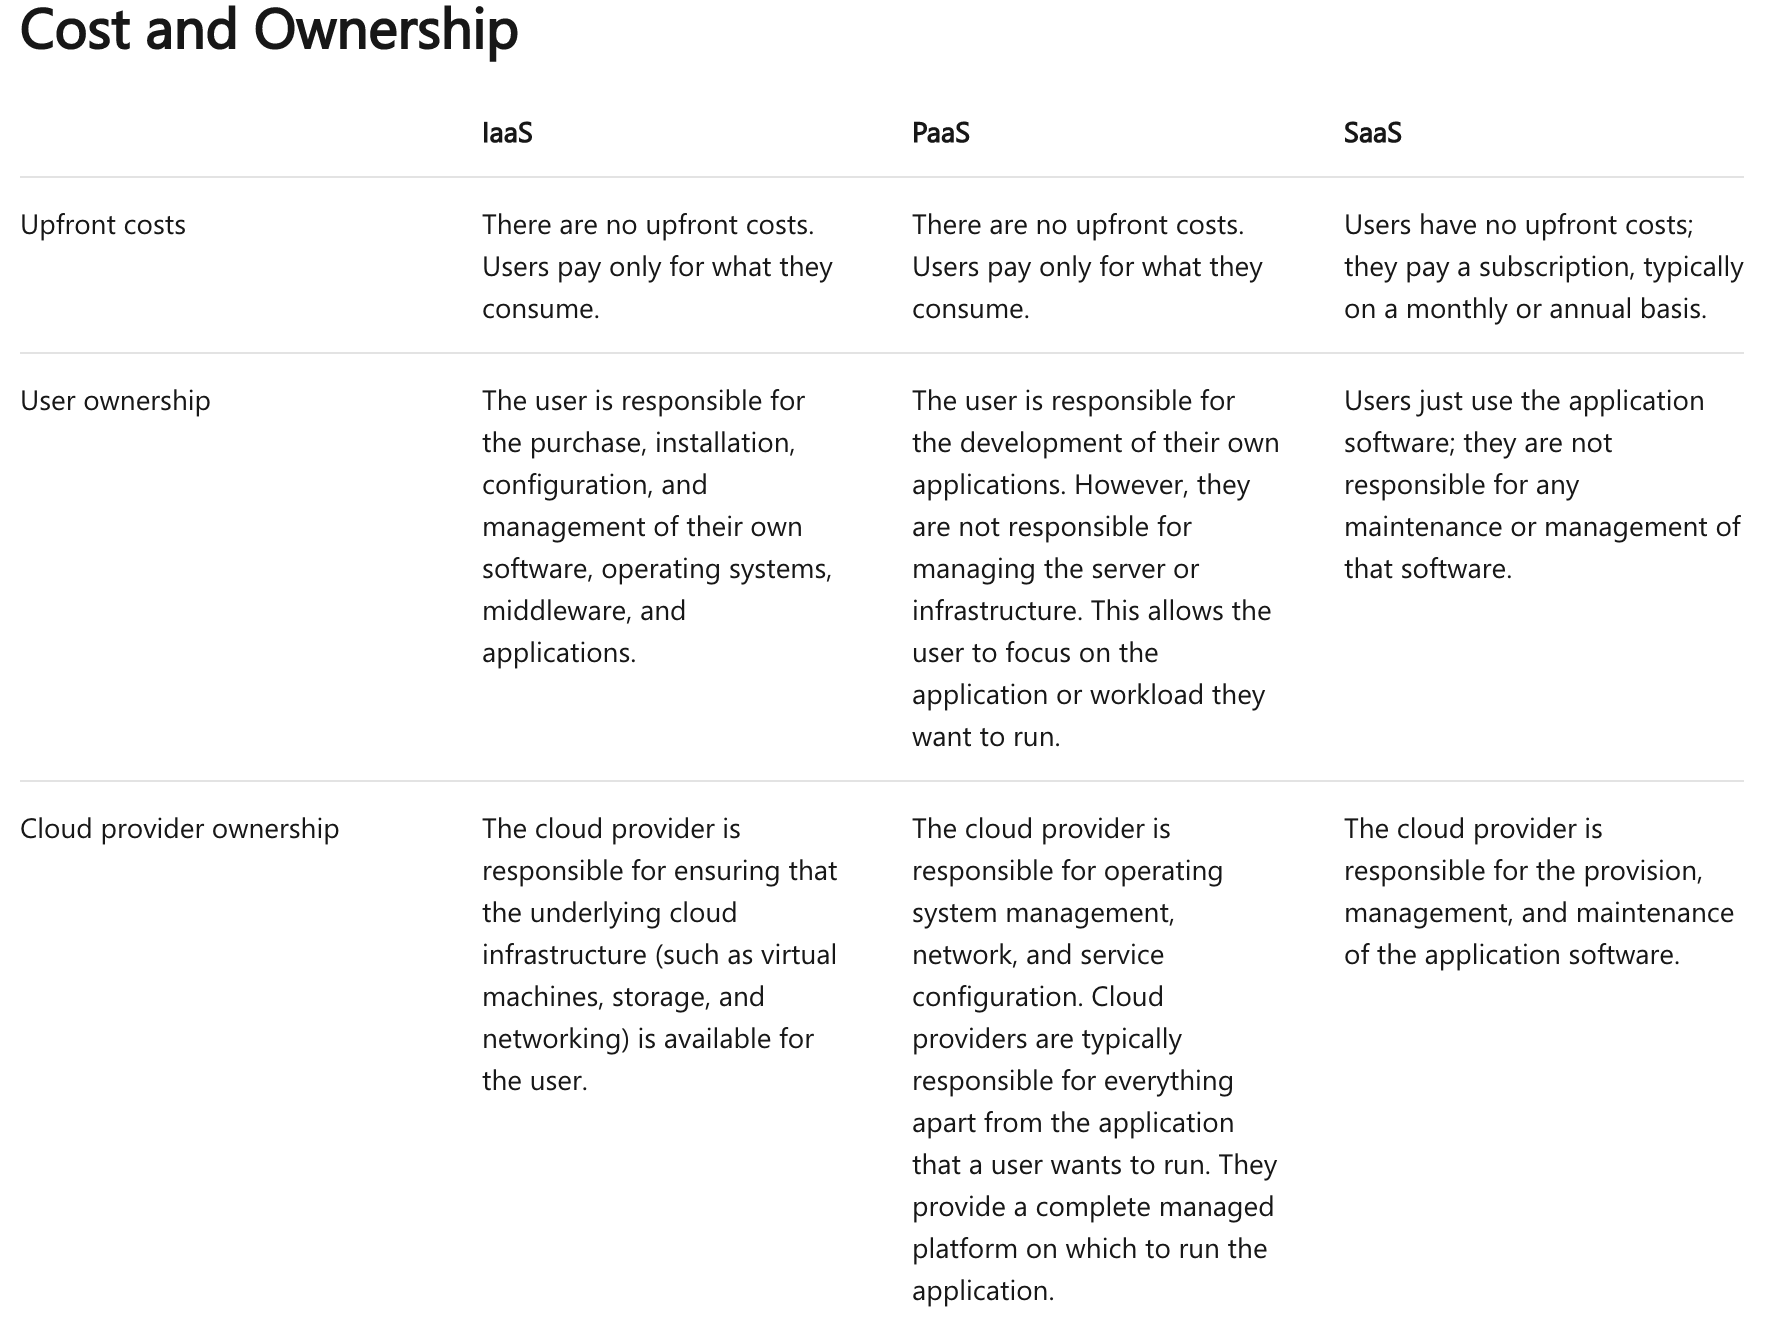 Cost and Ownership
IaaS PaaS SaaS
Upfront costs
There are no upfront costs.
Users pay only for what they
consume.
There are no upfront costs.
Users pay only for what they
consume.
Users have no upfront costs;
they pay a subscription, typically
on a monthly or annual basis.
User ownership
The user is responsible for
the purchase, installation,
configuration, and
management of their own
software, operating systems,
middleware, and
applications.
The user is responsible for
the development of their own
applications. However, they
are not responsible for
managing the server or
infrastructure. This allows the
user to focus on the
application or workload they
want to run.
Users just use the application
software; they are not
responsible for any
maintenance or management of
that software.
Cloud provider ownership
The cloud provider is
responsible for ensuring that
the underlying cloud
infrastructure (such as virtual
machines, storage, and
networking) is available for
the user.
The cloud provider is
responsible for operating
system management,
network, and service
configuration. Cloud
providers are typically
responsible for everything
apart from the application
that a user wants to run. They
provide a complete managed
platform on which to run the
application.
The cloud provider is
responsible for the provision,
management, and maintenance
of the application software.